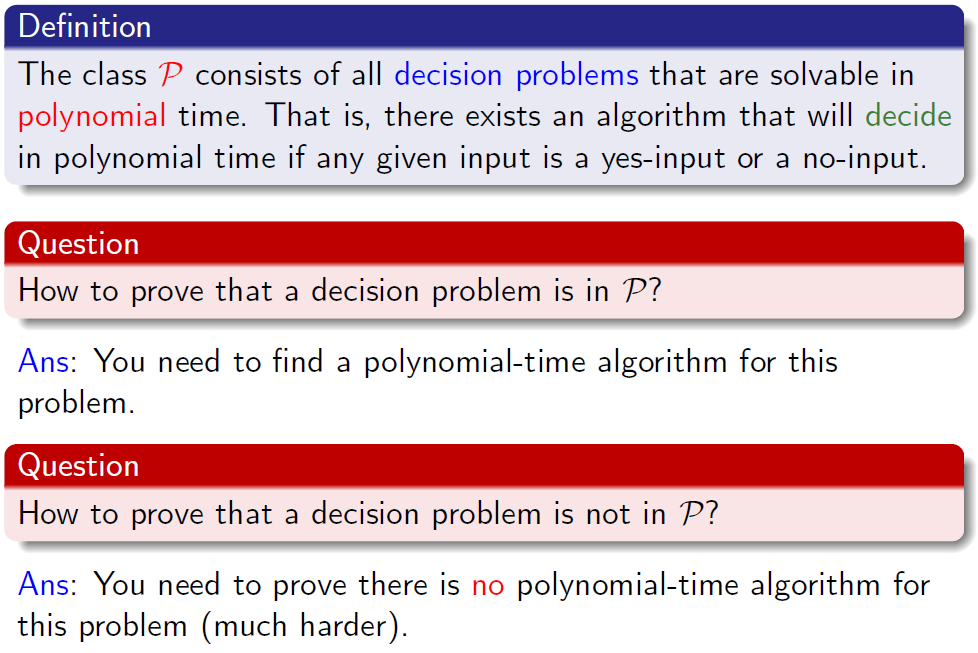 Definition
The class 𝒫 consists of all decision problems that are solvable in
polynomial time. That is, there exists an algorithm that will decide
in polynomial time if any given input is a yes-input or a no-input.
Question
How to prove that a decision problem is in 𝒫?
Ans: You need to find a polynomial-time algorithm for this
problem.
Question
How to prove that a decision problem is not in 𝒫?
Ans: You need to prove there is no polynomial-time algorithm for
this problem (much harder).